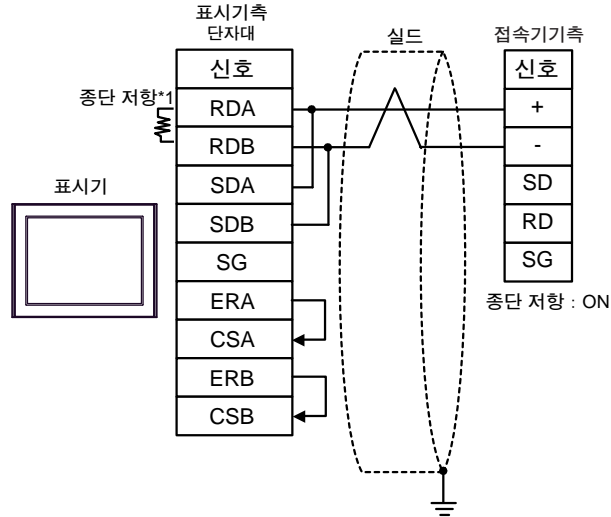 표시기측
단자대
실드
접속기기측
신호
신호
종단 저항*1
RDA
+
RDB
-
표시기
SDA
SD
SDB
RD
SG
SG
ERA
종단 저항 : ON
CSA
ERB
CSB